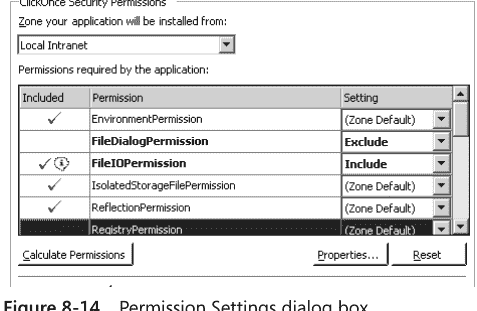 ClickOnce Security Permissions
Zone your application will be installed from:
Local Intranet
Permissions required by the application:
Included Permission Setting
EnvironmentPermission (Zone Default)
FileDialogPermission Exclude
FileIOPermission Include
IsolatedStorageFilePermission (Zone Default)
ReflectionPermission (Zone Default)
RegistryPermission (Zone Default)
Calculate Permissions Properties... Reset
Figure 8-14 Permission Settings dialog box